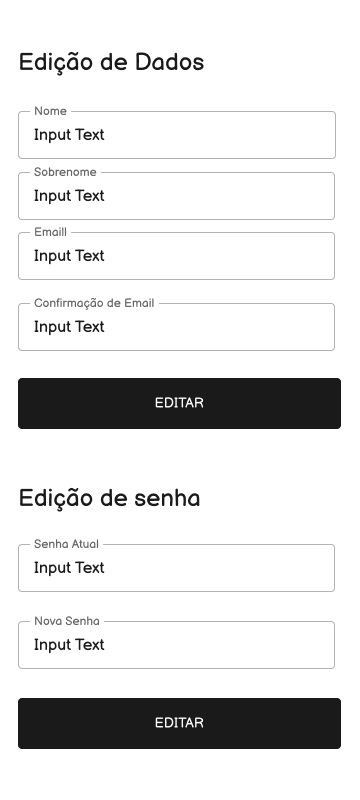 Edição de Dados
Nome
Input Text
Sobrenome
Input Text
Emaill
Input Text
Confirmação de Email
Input Text
EDITAR
Edição de senha
Senha Atual
Input Text
Nova Senha
Input Text
EDITAR